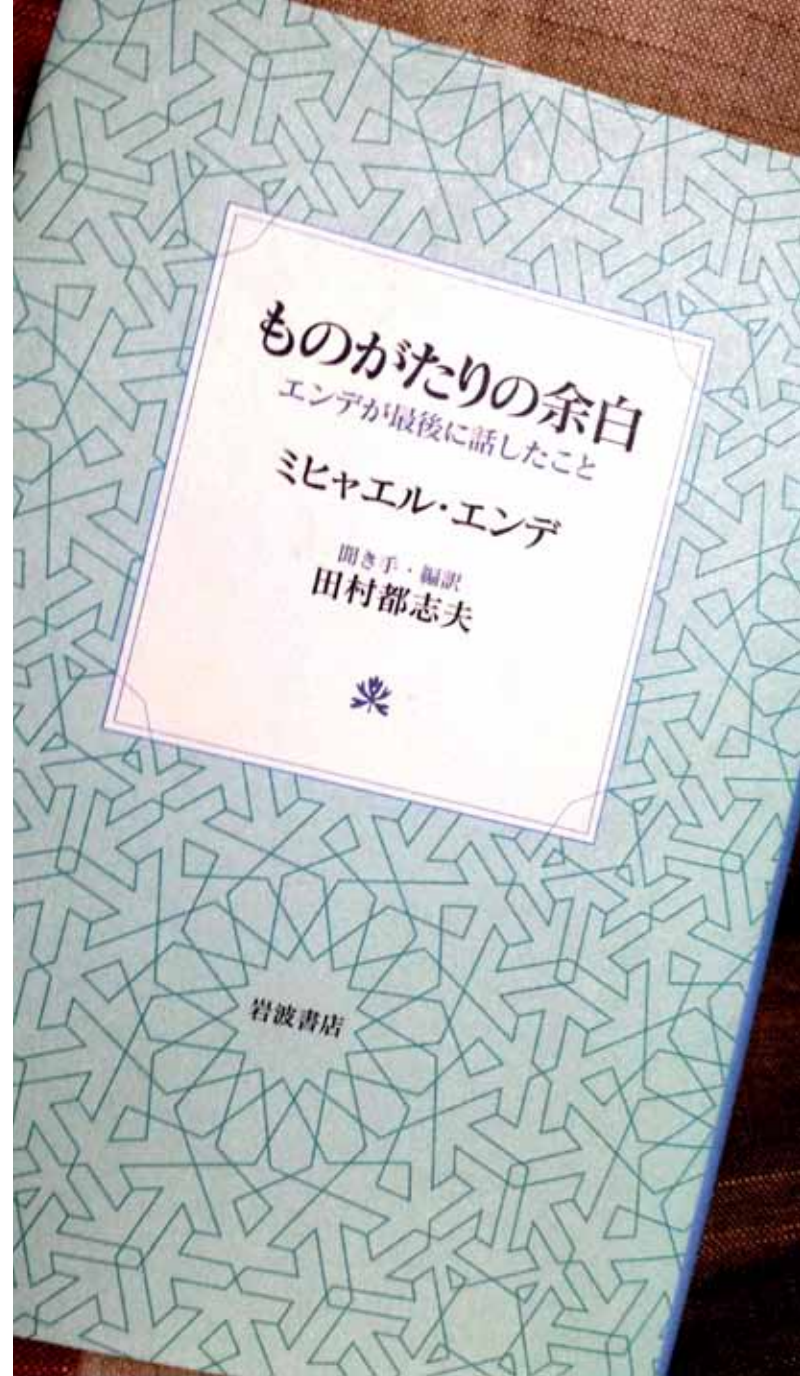 ものがたりの余白
エンデが最後に話したこと
ミヒャエル・エンデ
聞き手・編訳
田村都志夫
岩波書店